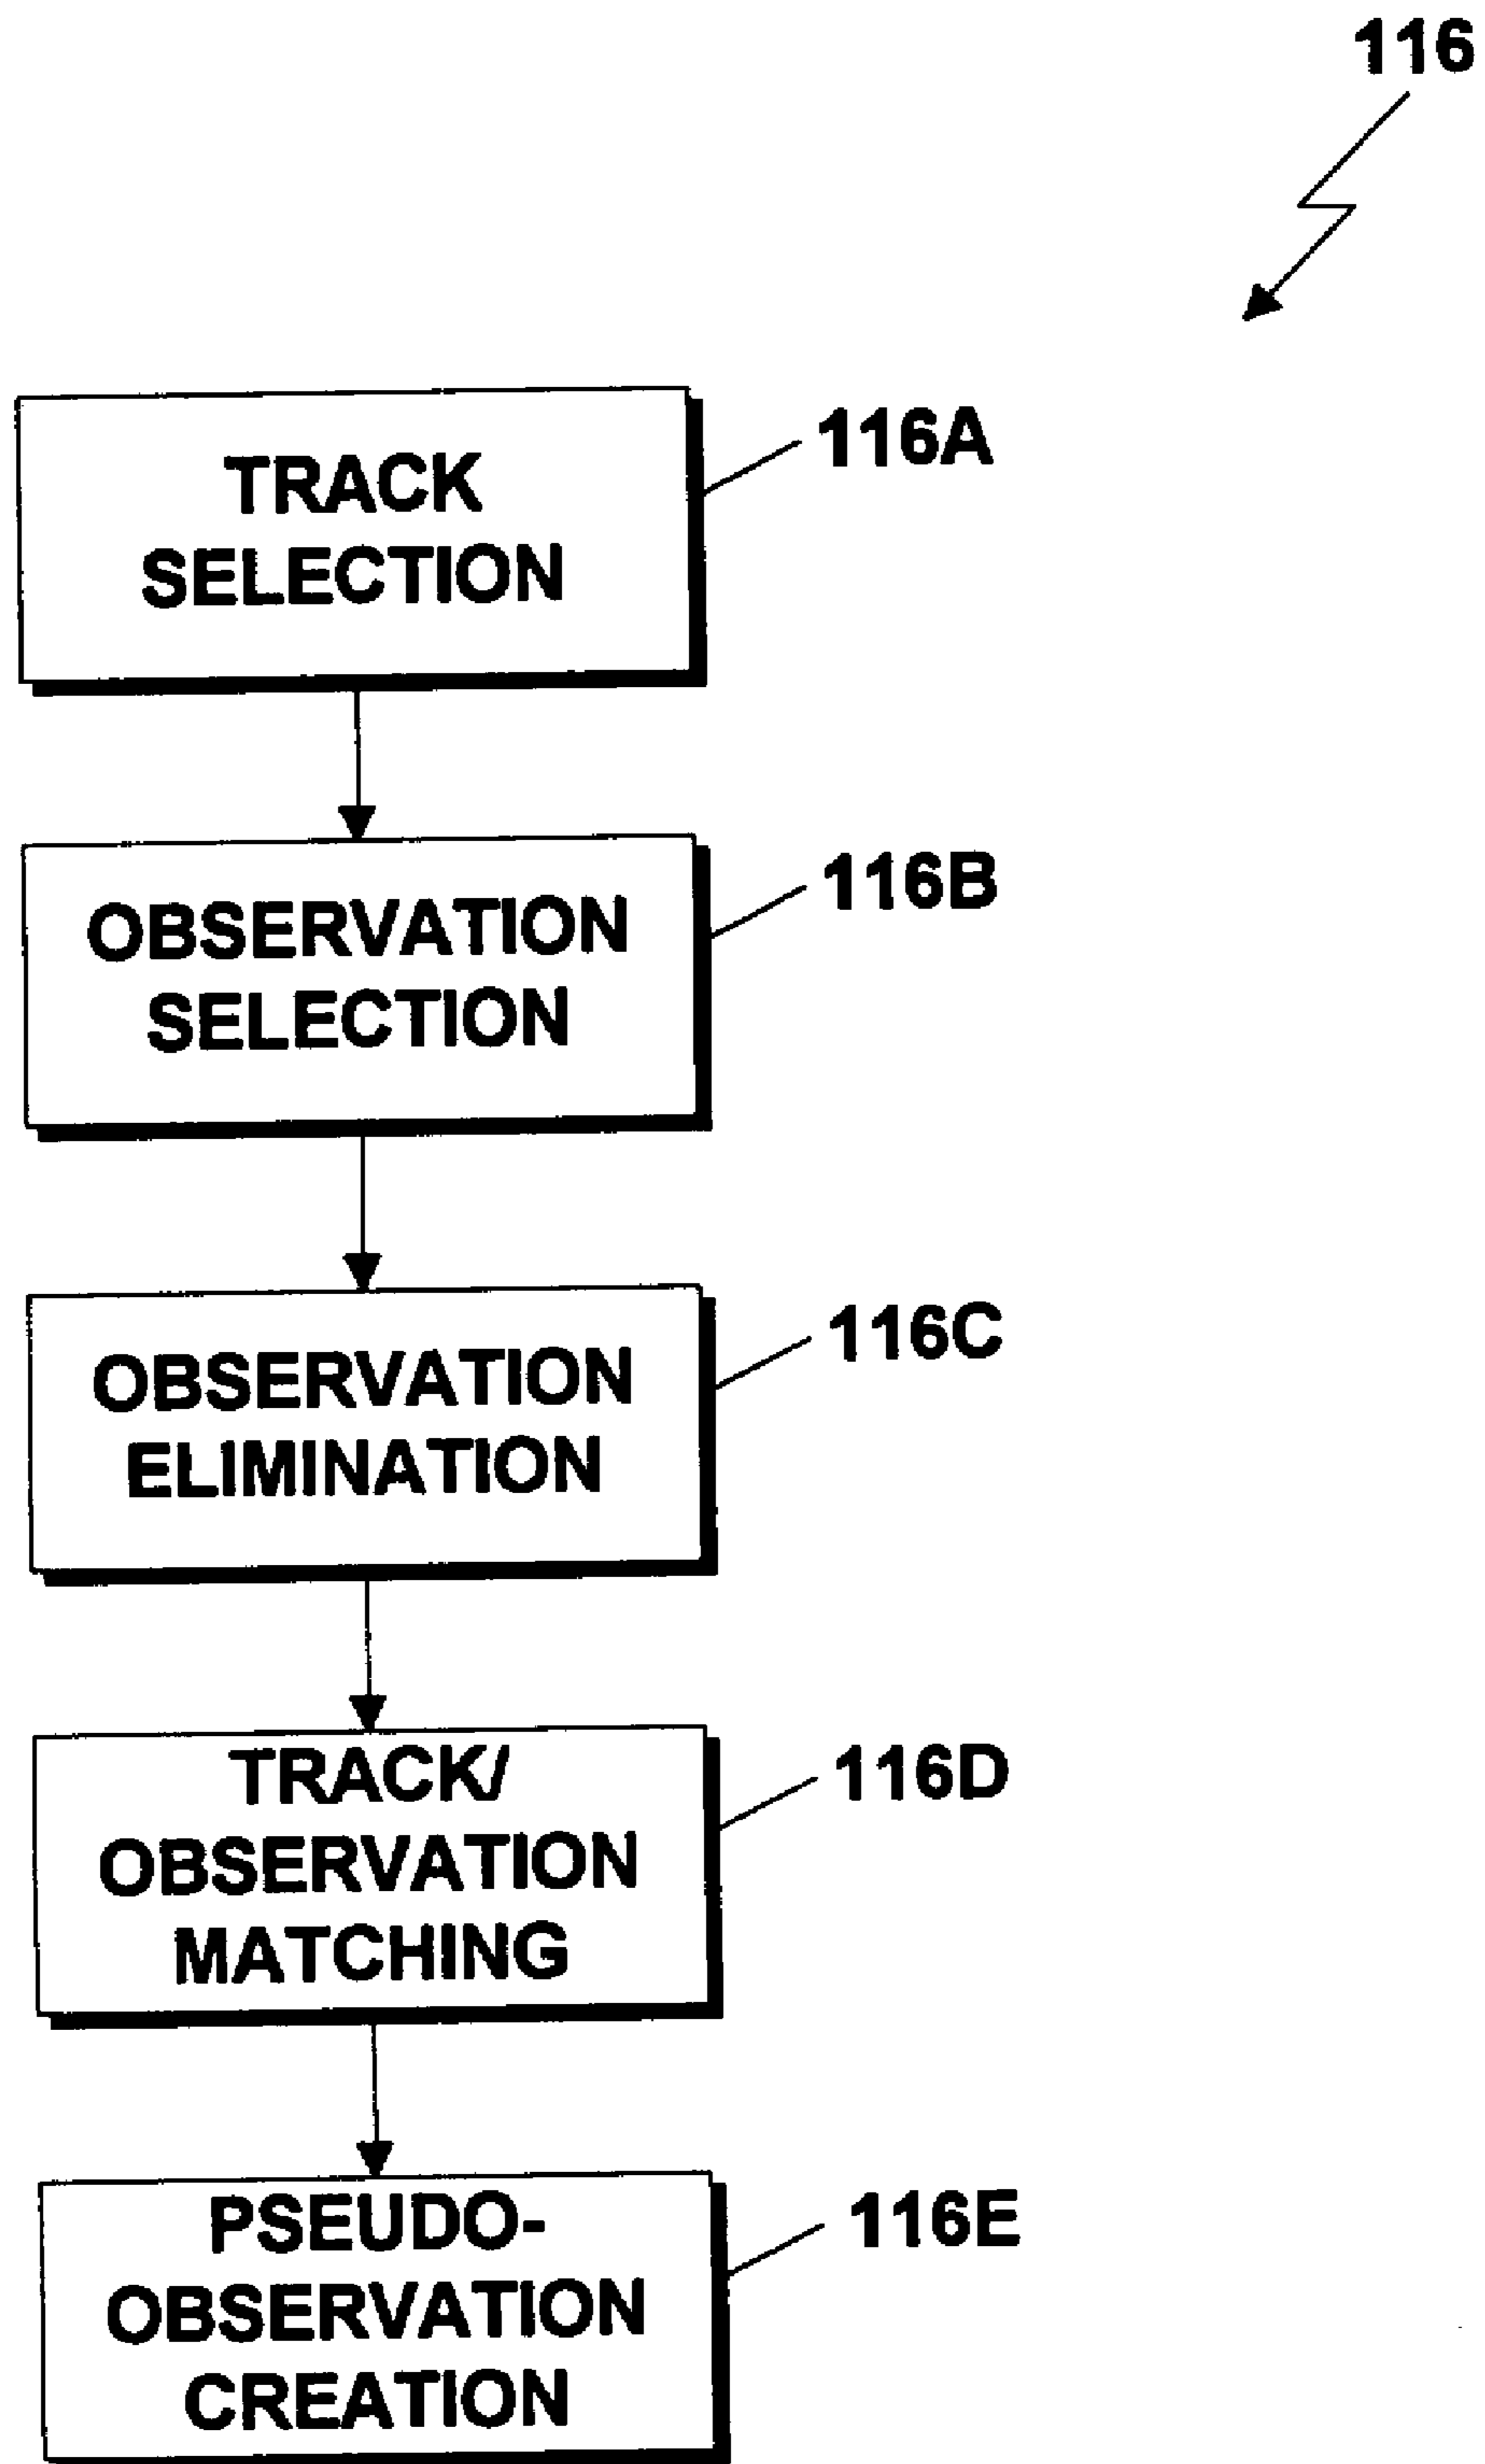 116
TRACK
SELECTION
116A
OBSERVATION
SELECTION
116B
OBSERVATION
ELIMINATION
116C
TRACK/
OBSERVATION
MATCHING
116D
PSEUDO-
OBSERVATION
CREATION
116E